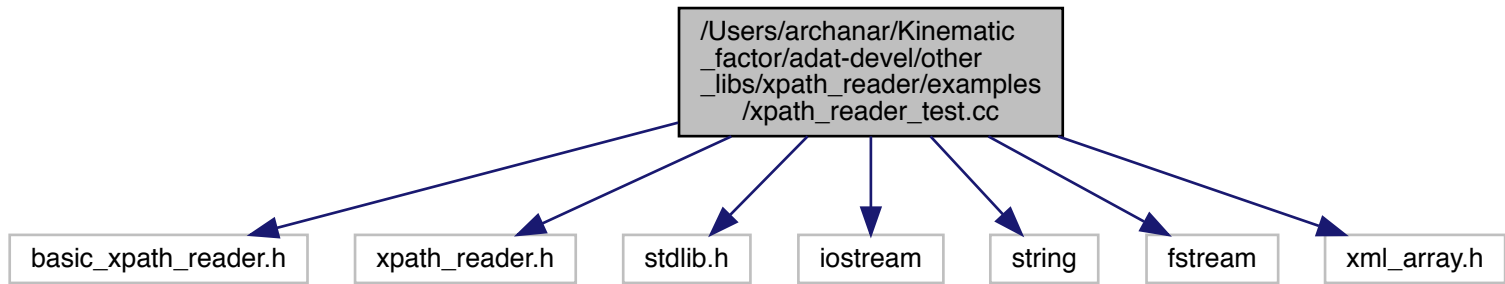 /Users/archanar/Kinematic
_factor/adat-devel/other
_libs/xpath_reader/examples
/xpath_reader_test.cc
basic_xpath_reader.h
xpath_reader.h
stdlib.h
iostream
string
fstream
xml_array.h